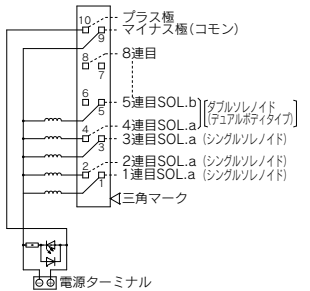 10 プラス極
9 マイナス極(コモン)
8 8連目
7
6
5 5連目SOL.b ダブルソレノイド
(デュアルボディタイプ)
4 4連目SOL.a
3 3連目SOL.a (シングルソレノイド)
2 2連目SOL.a (シングルソレノイド)
1 1連目SOL.a (シングルソレノイド)
三角マーク
電源ターミナル